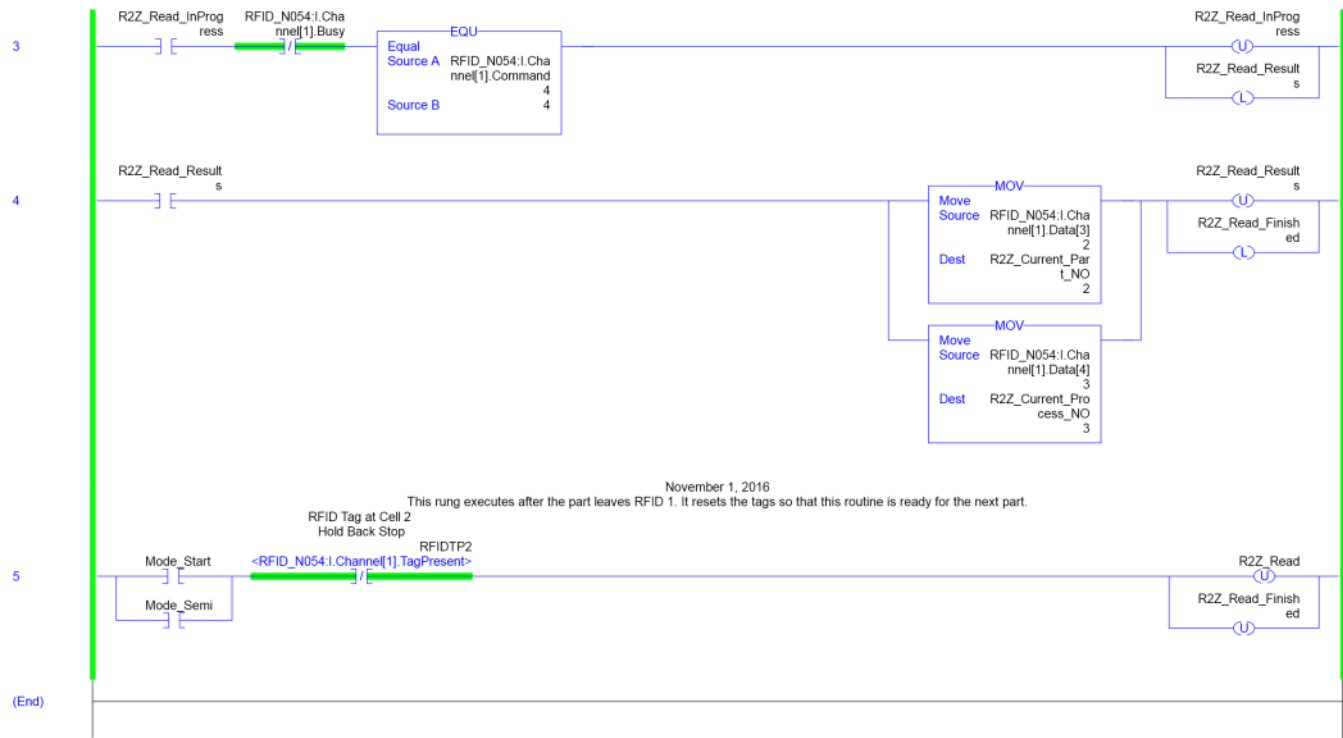 R2Z_Read_InProg
ress
RFID_N054:I.Cha
nnel[1].Busy
EQU
Equal
Source A RFID_N054:I.Cha
nnel[1].Command
4
Source B 4
R2Z_Read_InProg
ress
U
R2Z_Read_Result
s
L
3
R2Z_Read_Result
s
4
MOV
Move
Source RFID_N054:I.Cha
nnel[1].Data[3]
2
Dest R2Z_Current_Par
t_NO
2
MOV
Move
Source RFID_N054:I.Cha
nnel[1].Data[4]
3
Dest R2Z_Current_Pro
cess_NO
3
R2Z_Read_Result
s
U
R2Z_Read_Finish
ed
L
November 1, 2016
This rung executes after the part leaves RFID 1. It resets the tags so that this routine is ready for the next part.
RFID Tag at Cell 2
Hold Back Stop
RFIDTP2
<RFID_N054:I.Channel[1].TagPresent>
5
Mode_Start
Mode_Semi
R2Z_Read
U
R2Z_Read_Finish
ed
U
(End)